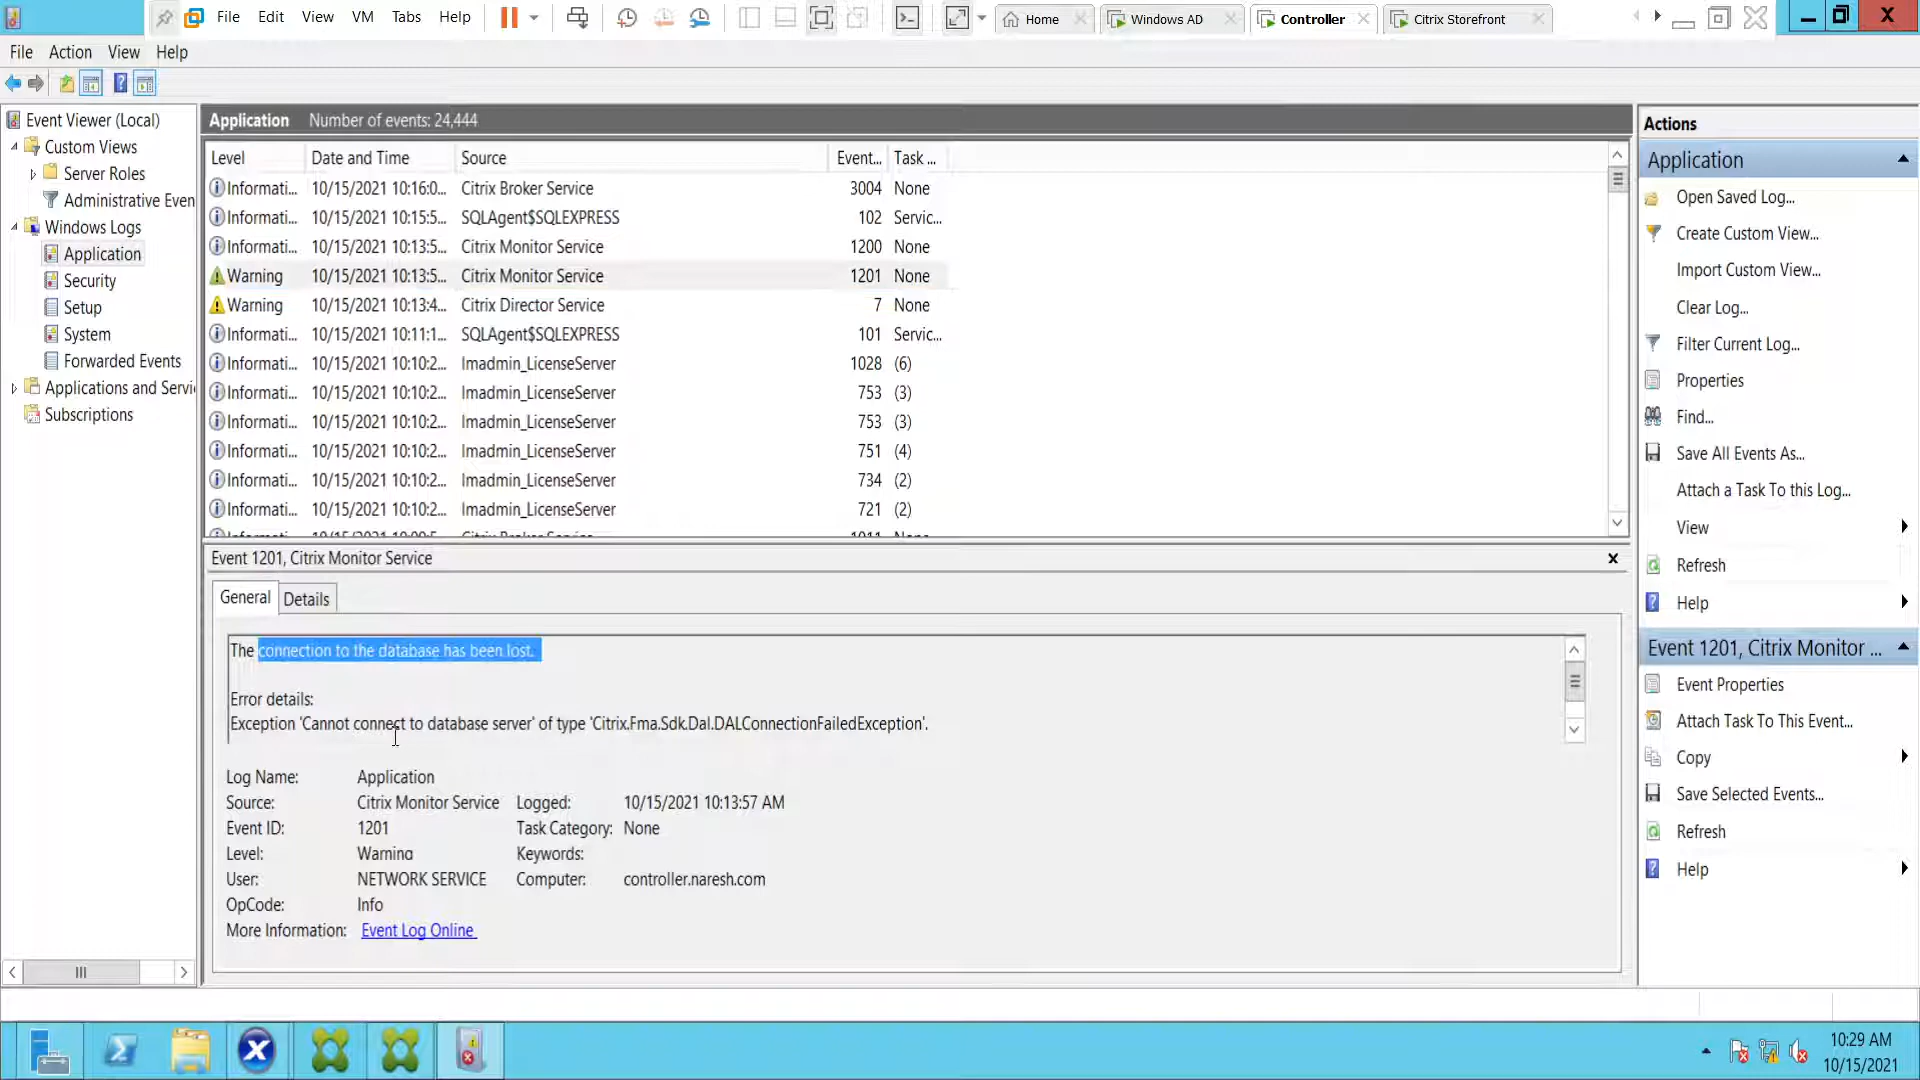 File Edit View VM Tabs Help Home Windows AD Controller Citrix Storefront
File Action View Help
Event Viewer (Local)
Custom Views
Server Roles
Administrative Even
Windows Logs
Application
Security
Setup
System
Forwarded Events
Applications and Servi
Subscriptions
Application Number of events: 24,444
Level Date and Time Source Event... Task ...
Informati... 10/15/2021 10:16:0... Citrix Broker Service 3004 None
Informati... 10/15/2021 10:15:5... SQLAgent$SQLEXPRESS 102 Servic...
Informati... 10/15/2021 10:13:5... Citrix Monitor Service 1200 None
Warning 10/15/2021 10:13:5... Citrix Monitor Service 1201 None
Warning 10/15/2021 10:13:4... Citrix Director Service 7 None
Informati... 10/15/2021 10:11:1... SQLAgent$SQLEXPRESS 101 Servic...
Informati... 10/15/2021 10:10:2... lmadmin_LicenseServer 1028 (6)
Informati... 10/15/2021 10:10:2... lmadmin_LicenseServer 753 (3)
Informati... 10/15/2021 10:10:2... lmadmin_LicenseServer 753 (3)
Informati... 10/15/2021 10:10:2... lmadmin_LicenseServer 751 (4)
Informati... 10/15/2021 10:10:2... lmadmin_LicenseServer 734 (2)
Informati... 10/15/2021 10:10:2... lmadmin_LicenseServer 721 (2)
Event 1201, Citrix Monitor Service
General Details
The connection to the database has been lost.
Error details:
Exception 'Cannot connect to database server' of type 'Citrix.Fma.Sdk.Dal.DALConnectionFailedException'.
Log Name: Application
Source: Citrix Monitor Service Logged: 10/15/2021 10:13:57 AM
Event ID: 1201 Task Category: None
Level: Warning Keywords:
User: NETWORK SERVICE Computer: controller.naresh.com
OpCode: Info
More Information: Event Log Online
Actions
Application
Open Saved Log...
Create Custom View...
Import Custom View...
Clear Log...
Filter Current Log...
Properties
Find...
Save All Events As...
Attach a Task To this Log...
View
Refresh
Help
Event 1201, Citrix Monitor ...
Event Properties
Attach Task To This Event...
Copy
Save Selected Events...
Refresh
Help
10:29 AM
10/15/2021